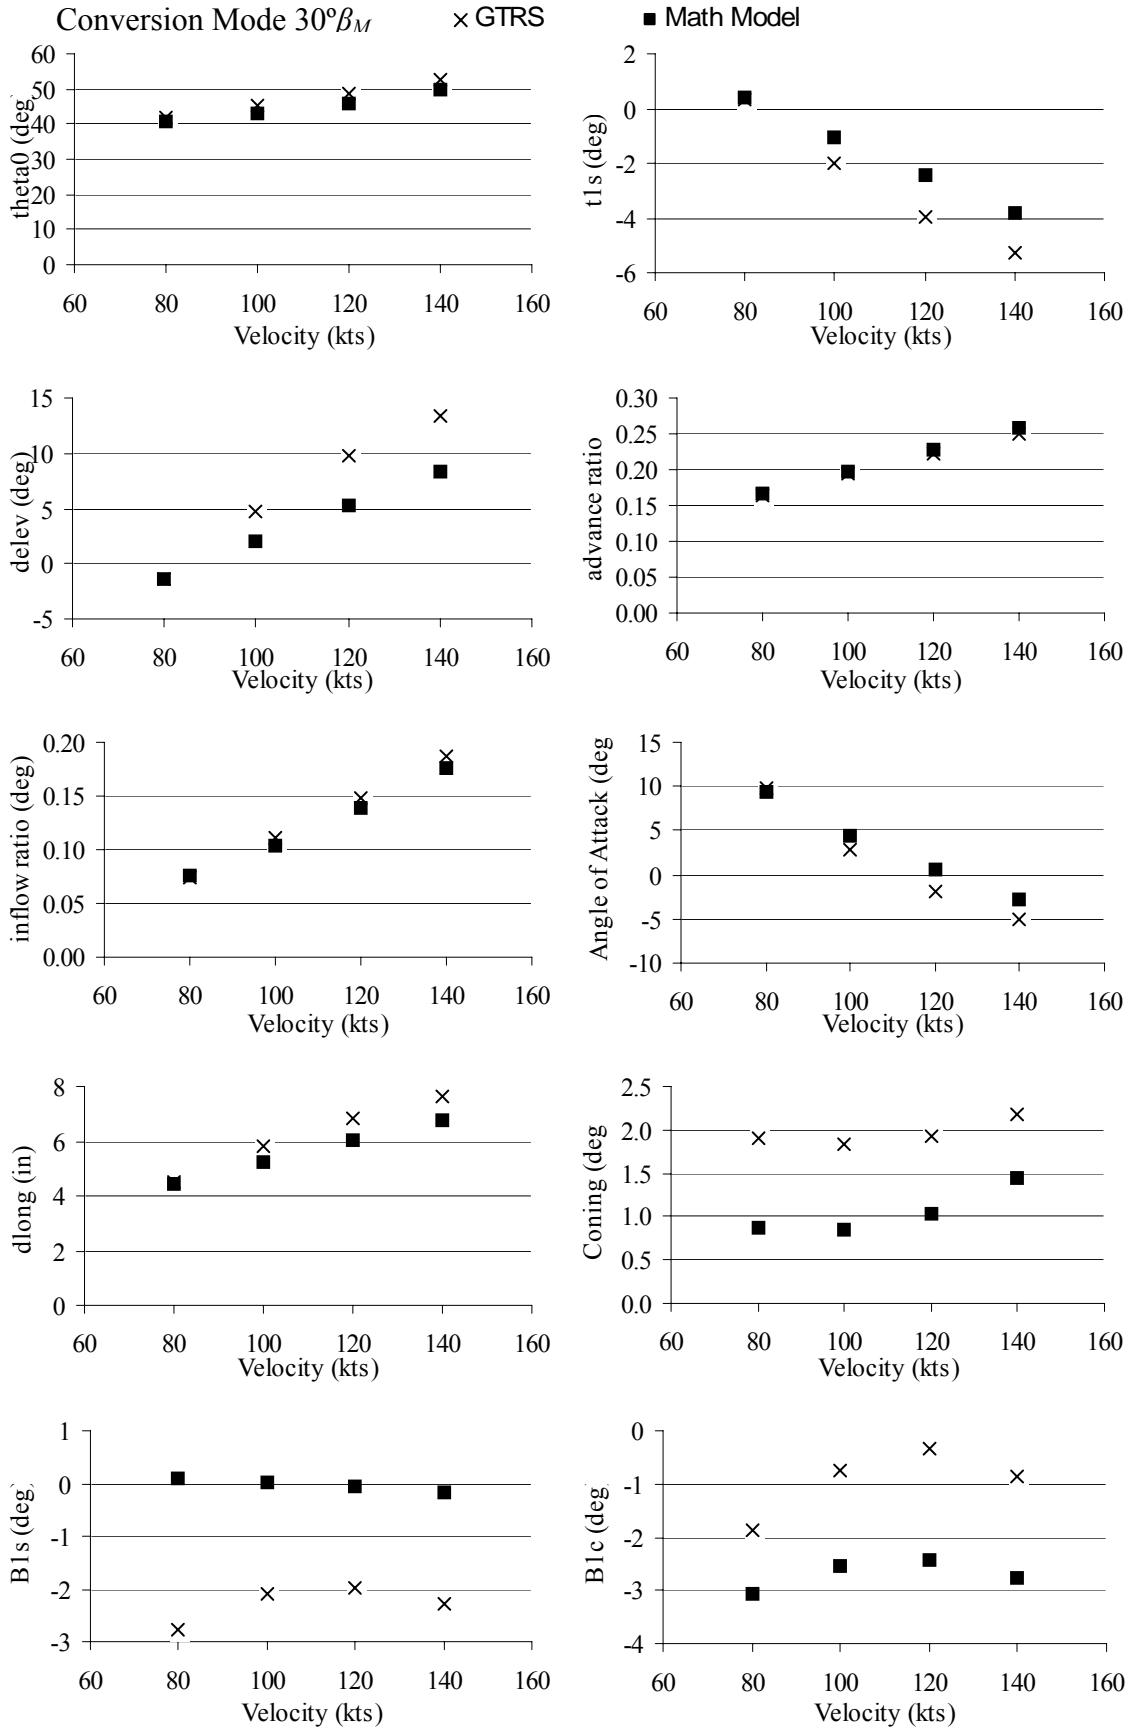 Conversion Mode 30ºβM × GTRS ■ Math Model
theta0 (deg)
60
50
40
30
20
10
0
60 80 100 120 140 160
Velocity (kts)
t1s (deg)
2
0
-2
-4
-6
60 80 100 120 140 160
Velocity (kts)
delev (deg)
15
10
5
0
-5
60 80 100 120 140 160
Velocity (kts)
advance ratio
0.30
0.25
0.20
0.15
0.10
0.05
0.00
60 80 100 120 140 160
Velocity (kts)
inflow ratio (deg)
0.20
0.15
0.10
0.05
0.00
60 80 100 120 140 160
Velocity (kts)
Angle of Attack (deg
15
10
5
0
-5
-10
60 80 100 120 140 160
Velocity (kts)
dlong (in)
8
6
4
2
0
60 80 100 120 140 160
Velocity (kts)
Coning (deg
2.5
2.0
1.5
1.0
0.5
0.0
60 80 100 120 140 160
Velocity (kts)
B1s (deg)
1
0
-1
-2
-3
60 80 100 120 140 160
Velocity (kts)
B1c (deg)
0
-1
-2
-3
-4
60 80 100 120 140 160
Velocity (kts)